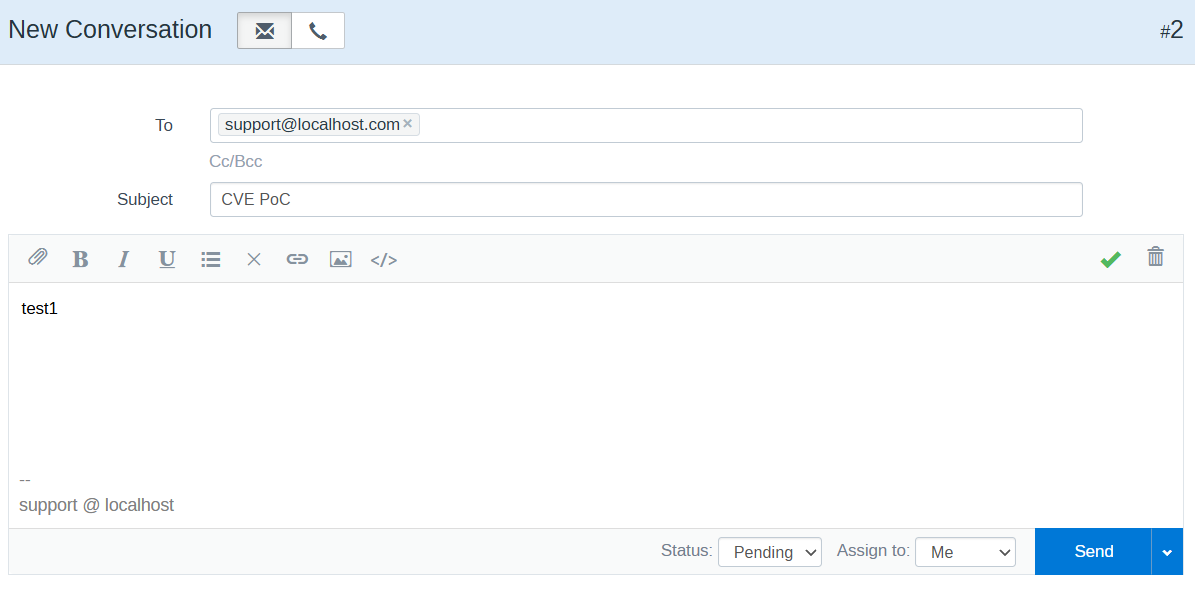 New Conversation #2
To support@localhost.com ×
Cc/Bcc
Subject CVE PoC
B I U </>
test1
--
support @ localhost
Status: Pending Assign to: Me Send